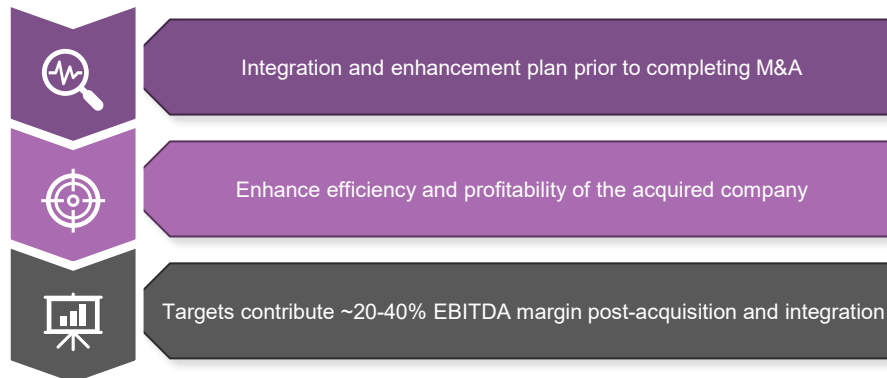 Integration and enhancement plan prior to completing M&A
Enhance efficiency and profitability of the acquired company
Targets contribute ~20-40% EBITDA margin post-acquisition and integration